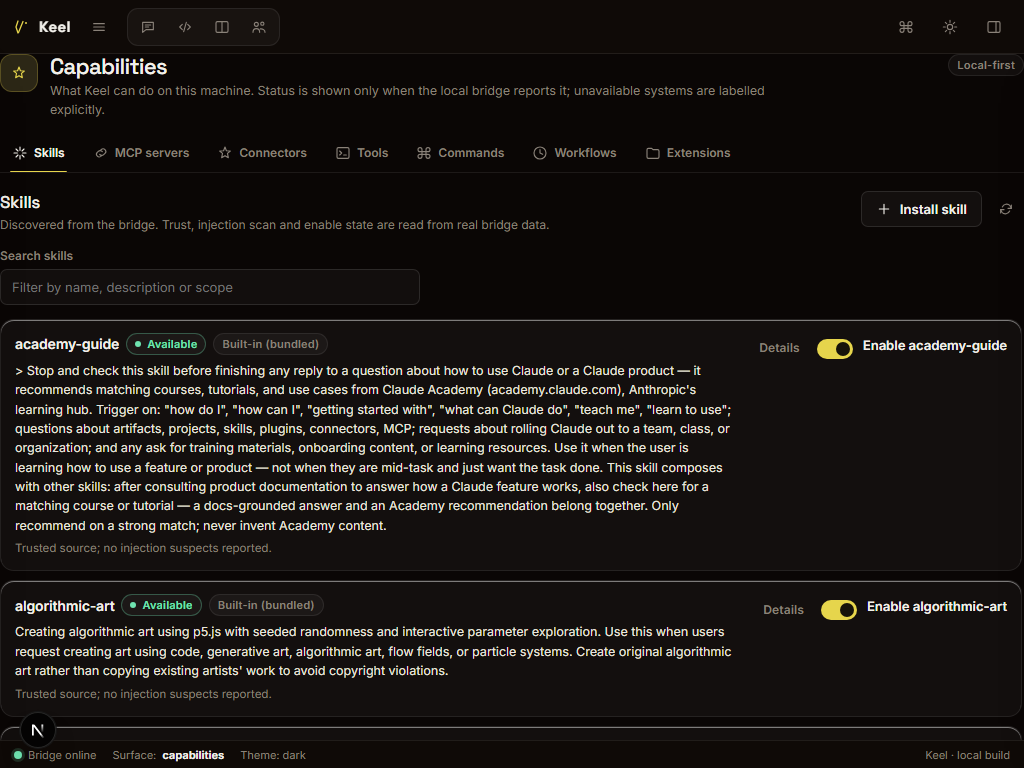 Keel
Capabilities
Local-first
What Keel can do on this machine. Status is shown only when the local bridge reports it; unavailable systems are labelled
explicitly.
Skills
MCP servers
Connectors
Tools
Commands
Workflows
Extensions
Skills
Install skill
Discovered from the bridge. Trust, injection scan and enable state are read from real bridge data.
Search skills
Filter by name, description or scope
academy-guide
Available
Built-in (bundled)
Details
Enable academy-guide
> Stop and check this skill before finishing any reply to a question about how to use Claude or a Claude product — it
recommends matching courses, tutorials, and use cases from Claude Academy (academy.claude.com), Anthropic's
learning hub. Trigger on: "how do I", "how can I", "getting started with", "what can Claude do", "teach me", "learn to use";
questions about artifacts, projects, skills, plugins, connectors, MCP; requests about rolling Claude out to a team, class, or
organization; and any ask for training materials, onboarding content, or learning resources. Use it when the user is
learning how to use a feature or product — not when they are mid-task and just want the task done. This skill composes
with other skills: after consulting product documentation to answer how a Claude feature works, also check here for a
matching course or tutorial — a docs-grounded answer and an Academy recommendation belong together. Only
recommend on a strong match; never invent Academy content.
Trusted source; no injection suspects reported.
algorithmic-art
Available
Built-in (bundled)
Details
Enable algorithmic-art
Creating algorithmic art using p5.js with seeded randomness and interactive parameter exploration. Use this when users
request creating art using code, generative art, algorithmic art, flow fields, or particle systems. Create original algorithmic
art rather than copying existing artists' work to avoid copyright violations.
Trusted source; no injection suspects reported.
N
Bridge online
Surface: capabilities
Theme: dark
Keel · local build